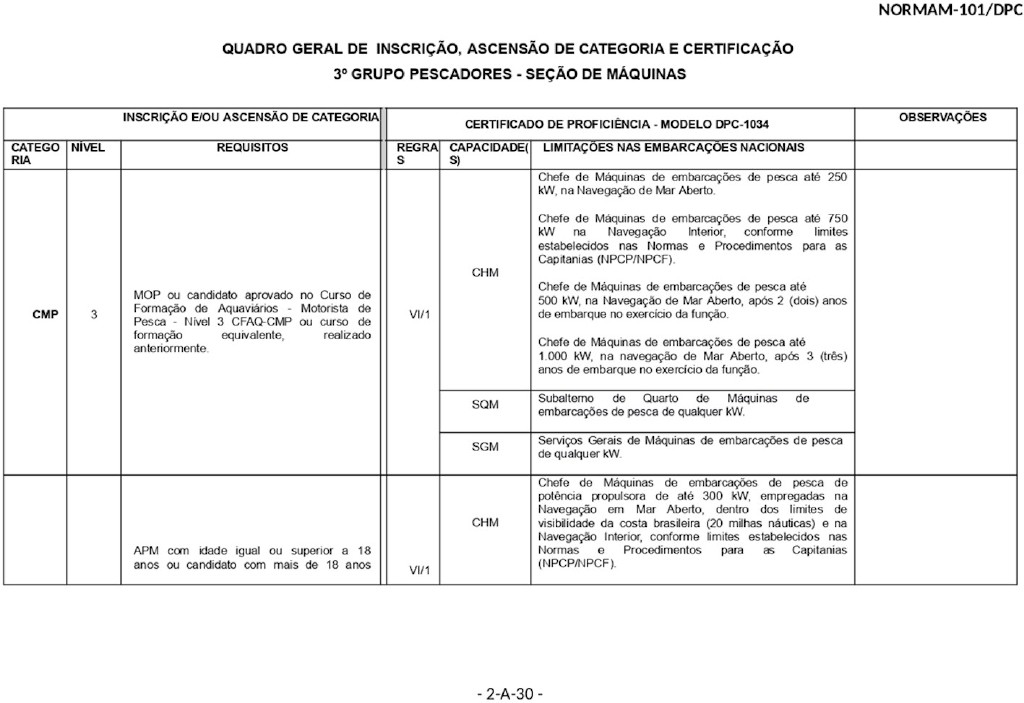 NORMAM-101/DPC
QUADRO GERAL DE INSCRIÇÃO, ASCENSÃO DE CATEGORIA E CERTIFICAÇÃO
3º GRUPO PESCADORES - SEÇÃO DE MÁQUINAS
INSCRIÇÃO E/OU ASCENSÃO DE CATEGORIA
CERTIFICADO DE PROFICIÊNCIA - MODELO DPC-1034
OBSERVAÇÕES
CATEGO
RIA
NÍVEL
REQUISITOS
REGRA
S
CAPACIDADE(
S)
LIMITAÇÕES NAS EMBARCAÇÕES NACIONAIS
CMP
3
MOP ou candidato aprovado no Curso de
Formação de Aquaviários - Motorista de
Pesca - Nível 3 CFAQ-CMP ou curso de
formação equivalente, realizado
anteriormente.
VI/1
CHM
Chefe de Máquinas de embarcações de pesca até 250
kW, na Navegação de Mar Aberto.
Chefe de Máquinas de embarcações de pesca até 750
kW na Navegação Interior, conforme limites
estabelecidos nas Normas e Procedimentos para as
Capitanias (NPCP/NPCF).
Chefe de Máquinas de embarcações de pesca até
500 kW, na Navegação de Mar Aberto, após 2 (dois) anos
de embarque no exercício da função.
Chefe de Máquinas de embarcações de pesca até
1.000 kW, na navegação de Mar Aberto, após 3 (três)
anos de embarque no exercício da função.
SQM
Subalterno de Quarto de Máquinas de
embarcações de pesca de qualquer kW.
SGM
Serviços Gerais de Máquinas de embarcações de pesca
de qualquer kW.
APM com idade igual ou superior a 18
anos ou candidato com mais de 18 anos
VI/1
CHM
Chefe de Máquinas de embarcações de pesca de
potência propulsora de até 300 kW, empregadas na
Navegação em Mar Aberto, dentro dos limites de
visibilidade da costa brasileira (20 milhas náuticas) e na
Navegação Interior, conforme limites estabelecidos nas
Normas e Procedimentos para as Capitanias
(NPCP/NPCF).
- 2-A-30 -